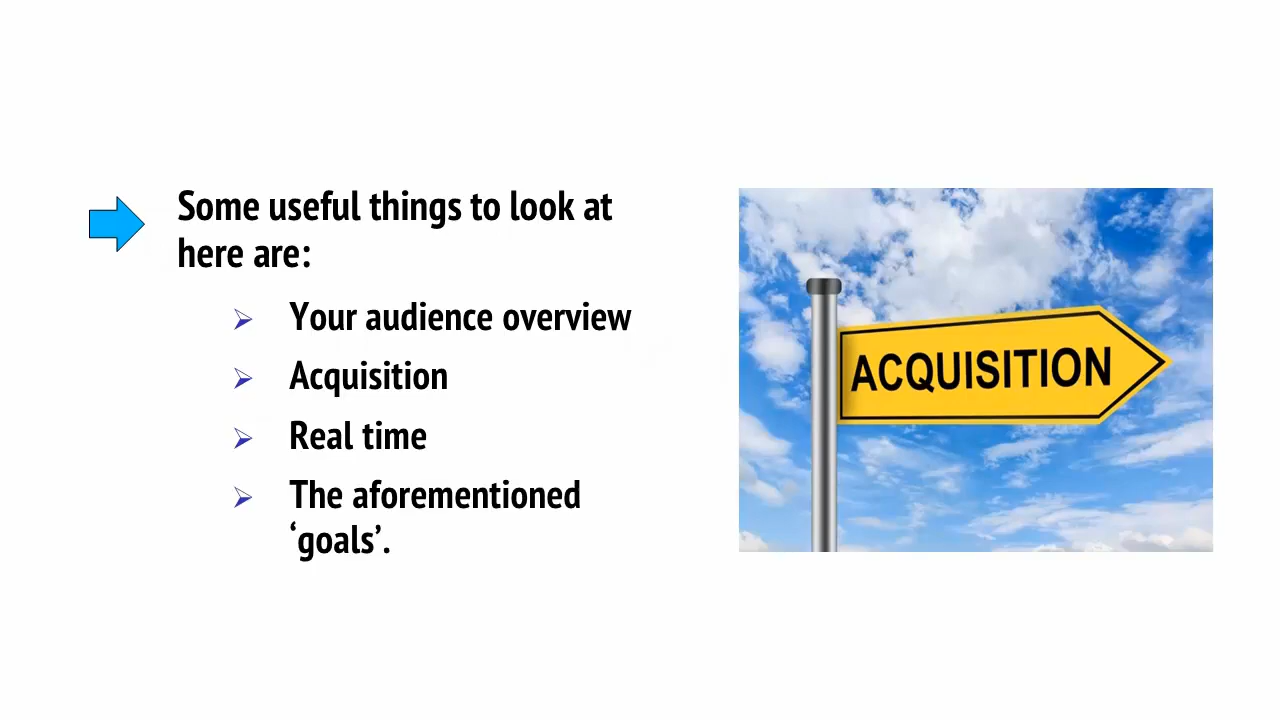 Some useful things to look at
here are:
Your audience overview
Acquisition
Real time
The aforementioned
‘goals’.
ACQUISITION